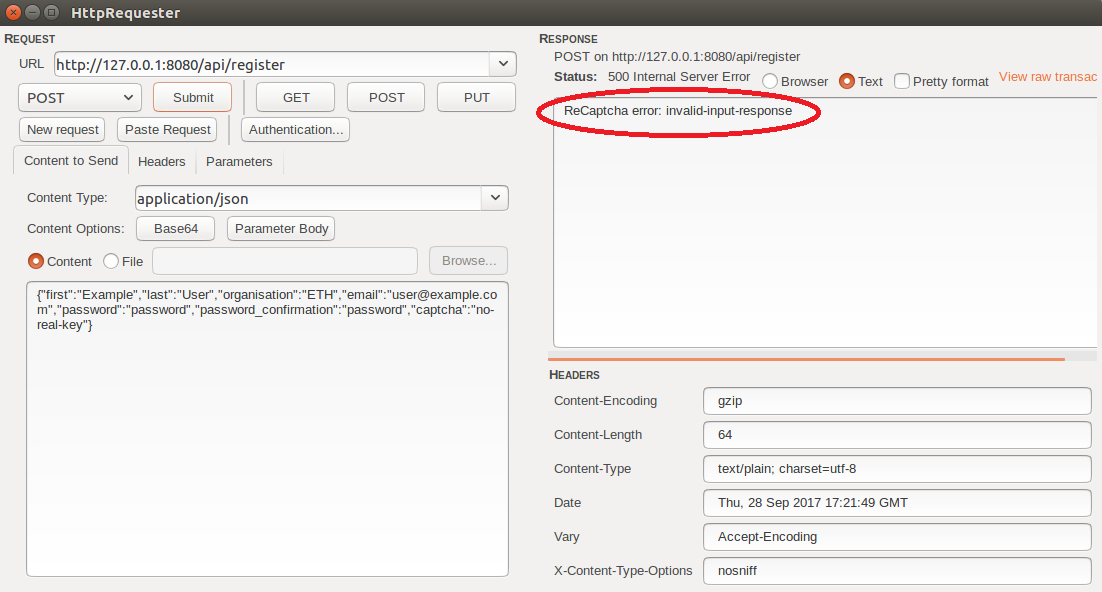 HttpRequester
REQUEST
URL http://127.0.0.1:8080/api/register
POST Submit GET POST PUT
New request Paste Request Authentication...
Content to Send Headers Parameters
Content Type: application/json
Content Options: Base64 Parameter Body
Content File Browse...
{"first":"Example","last":"User","organisation":"ETH","email":"user@example.co
m","password":"password","password_confirmation":"password","captcha":"no-
real-key"}
RESPONSE
POST on http://127.0.0.1:8080/api/register
Status: 500 Internal Server Error Browser Text Pretty format View raw transac
ReCaptcha error: invalid-input-response
HEADERS
Content-Encoding gzip
Content-Length 64
Content-Type text/plain; charset=utf-8
Date Thu, 28 Sep 2017 17:21:49 GMT
Vary Accept-Encoding
X-Content-Type-Options nosniff